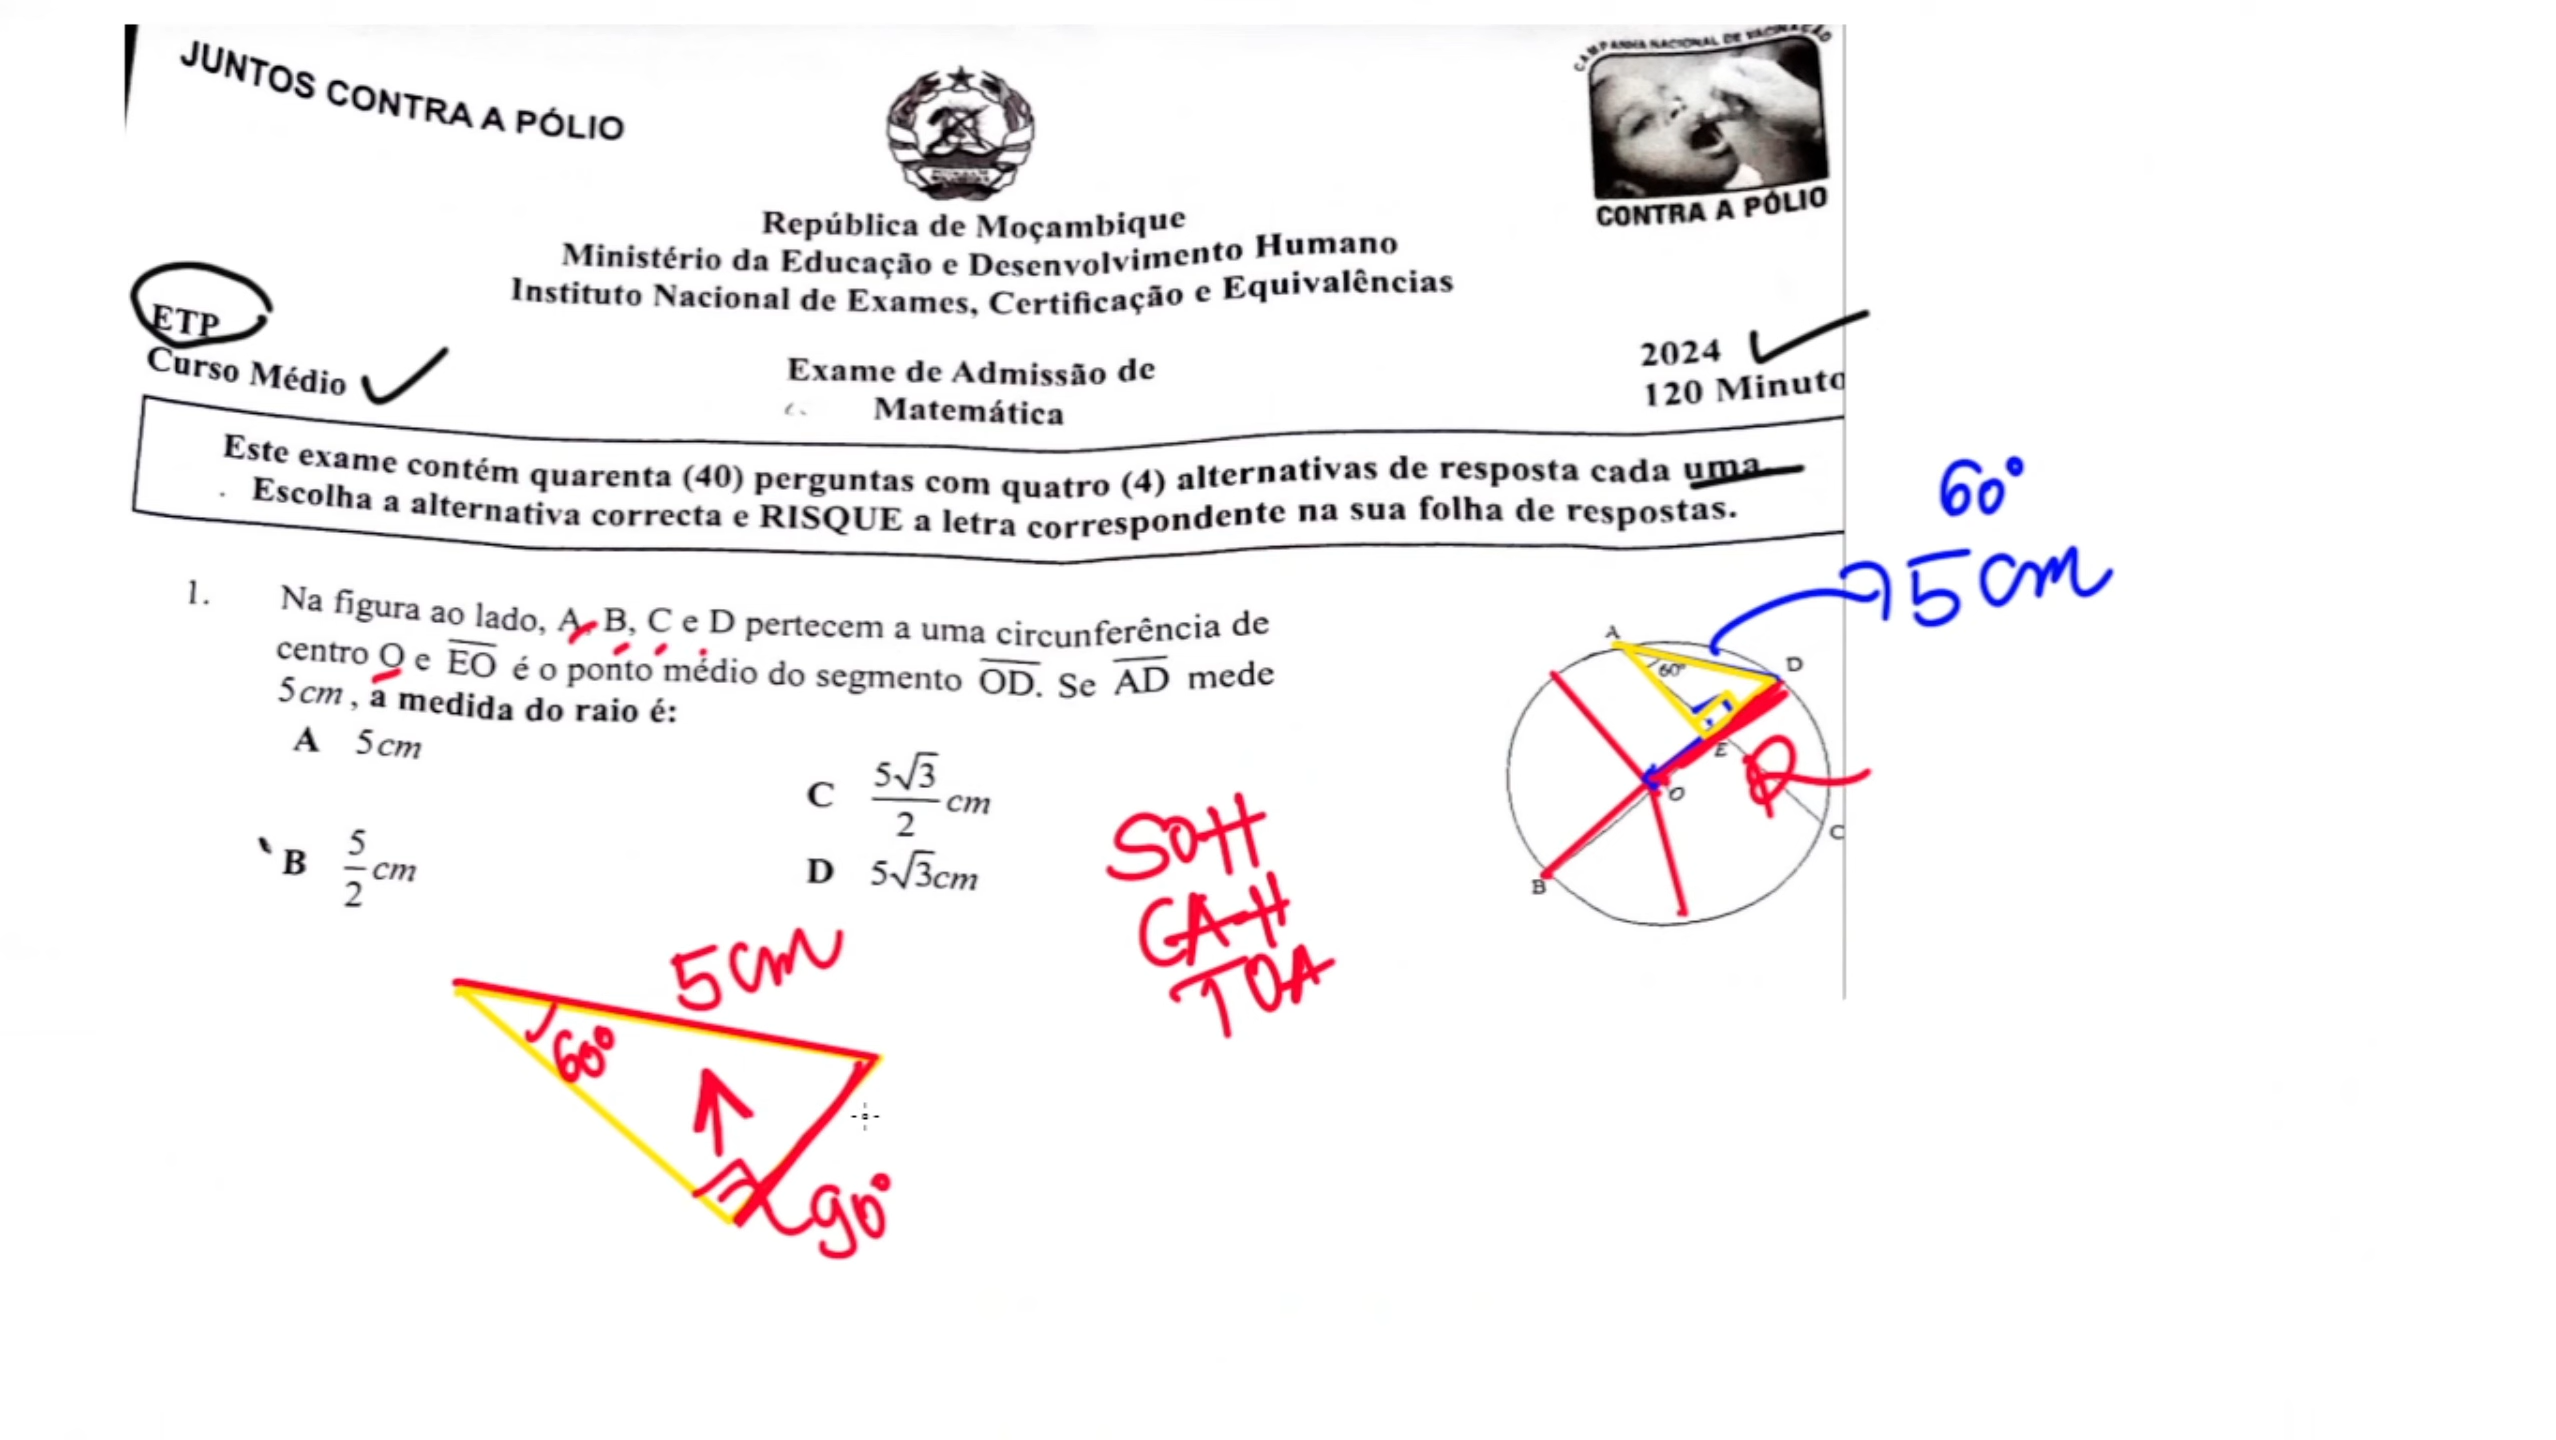 JUNTOS CONTRA A PÓLIO
CAMPANHA NACIONAL DE VACINAÇÃO
CONTRA A PÓLIO
República de Moçambique
Ministério da Educação e Desenvolvimento Humano
Instituto Nacional de Exames, Certificação e Equivalências
ETP
Curso Médio
Exame de Admissão de
Matemática
2024
120 Minuto
Este exame contém quarenta (40) perguntas com quatro (4) alternativas de resposta cada uma.
Escolha a alternativa correcta e RISQUE a letra correspondente na sua folha de respostas.
60°
5cm
1. Na figura ao lado, A, B, C e D pertecem a uma circunferência de
centro O e EO é o ponto médio do segmento OD. Se AD mede
5cm, a medida do raio é:
A 5cm
B 5/2 cm
C 5√3/2 cm
D 5√3cm
A
60°
D
E
R
O
C
B
SOH
CAH
TOA
5cm
60°
90°